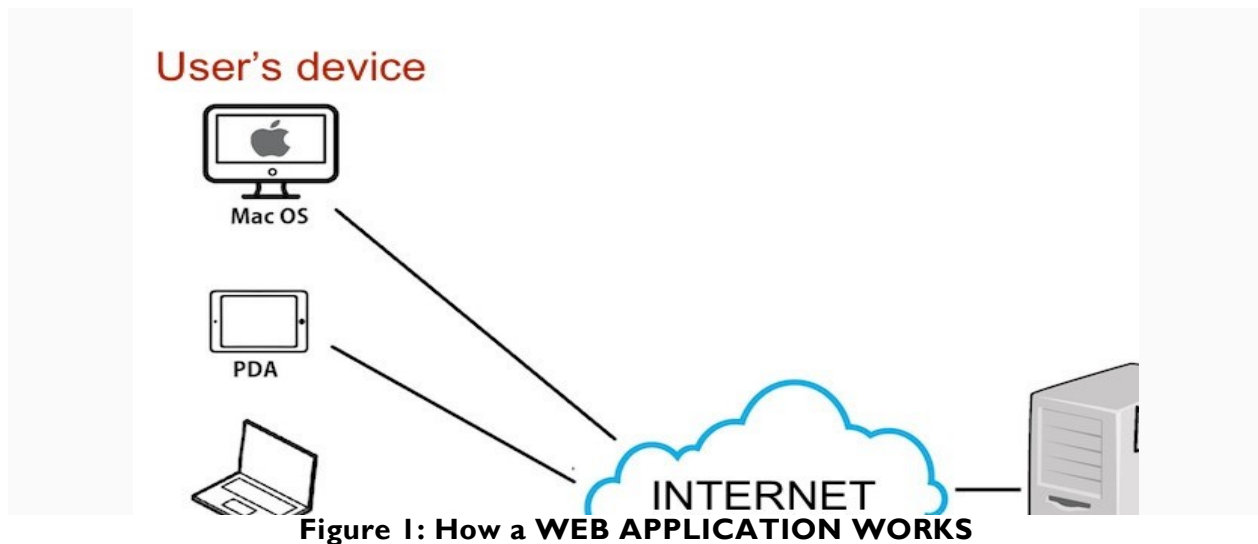 User's device
Mac OS
PDA
INTERNET
Figure 1: How a WEB APPLICATION WORKS